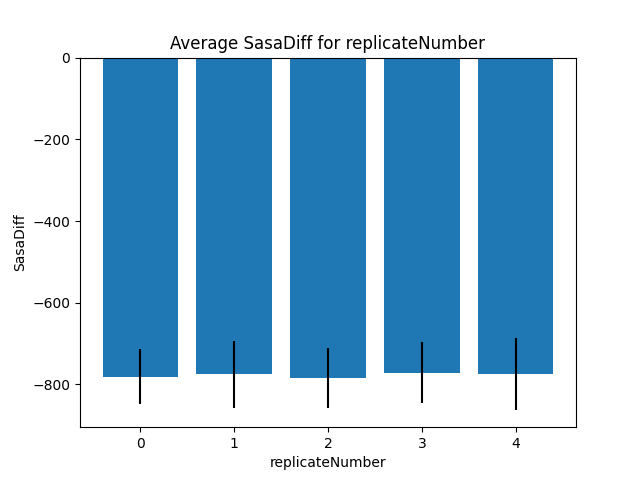 Average SasaDiff for replicateNumber
SasaDiff
0
−200
−400
−600
−800
0 1 2 3 4
replicateNumber